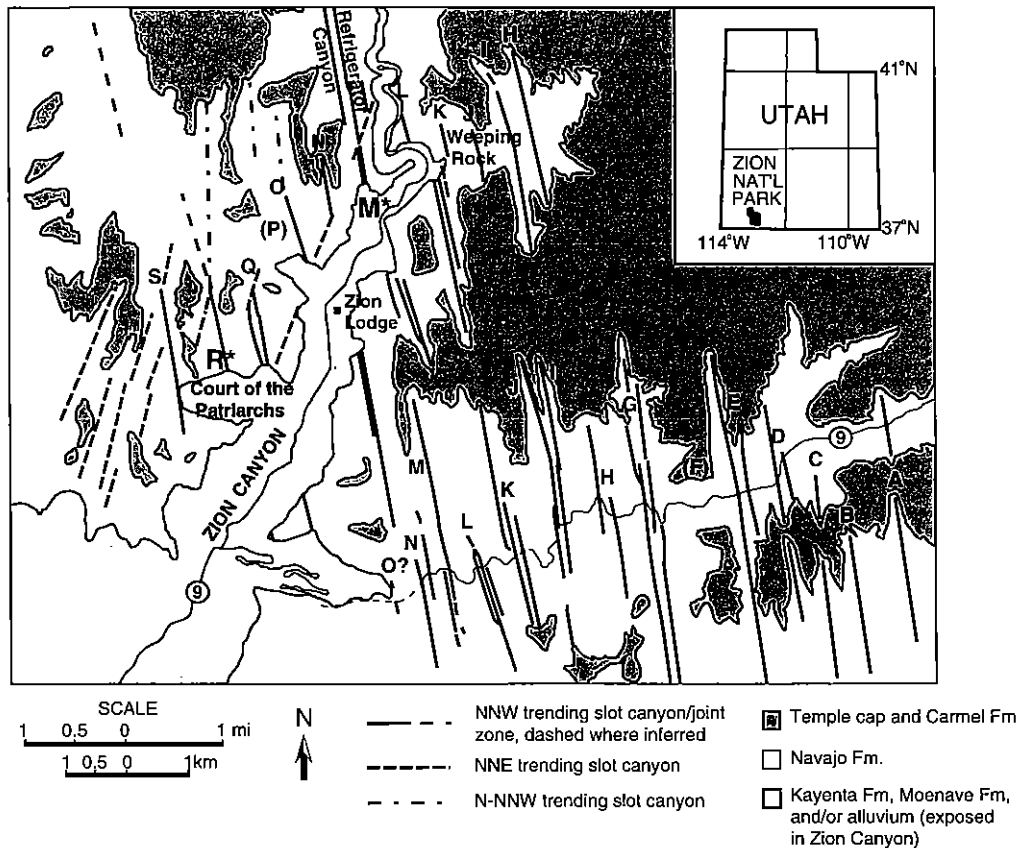 Refrigerator
Canyon
I
H
L
K
Weeping
Rock
N
M*
O
(P)
S
Q
Zion
Lodge
R*
Court of the
Patriarchs
ZION CANYON
J
G
F
E
D
C
9
A
B
M
K
H
L
N
O?
9
UTAH
ZION
NAT'L
PARK
41°N
37°N
114°W
110°W
SCALE
1 0.5 0 1 mi
1 0,5 0 1km
N
NNW trending slot canyon/joint
zone, dashed where inferred
NNE trending slot canyon
N-NNW trending slot canyon
Temple cap and Carmel Fm
Navajo Fm.
Kayenta Fm, Moenave Fm,
and/or alluvium (exposed
in Zion Canyon)